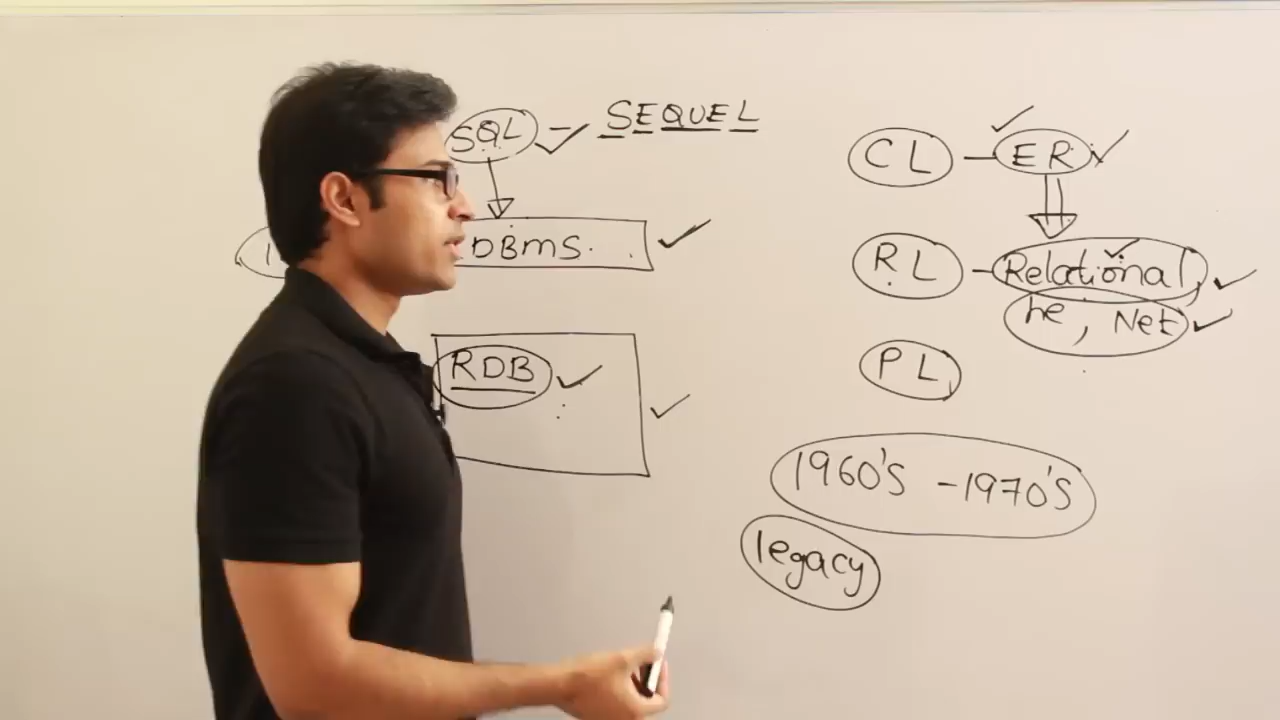 SQL - SEQUEL
DBMS.
RDB
CL - ER
RL - Relational,
he, Net
PL
1960'S - 1970'S
legacy